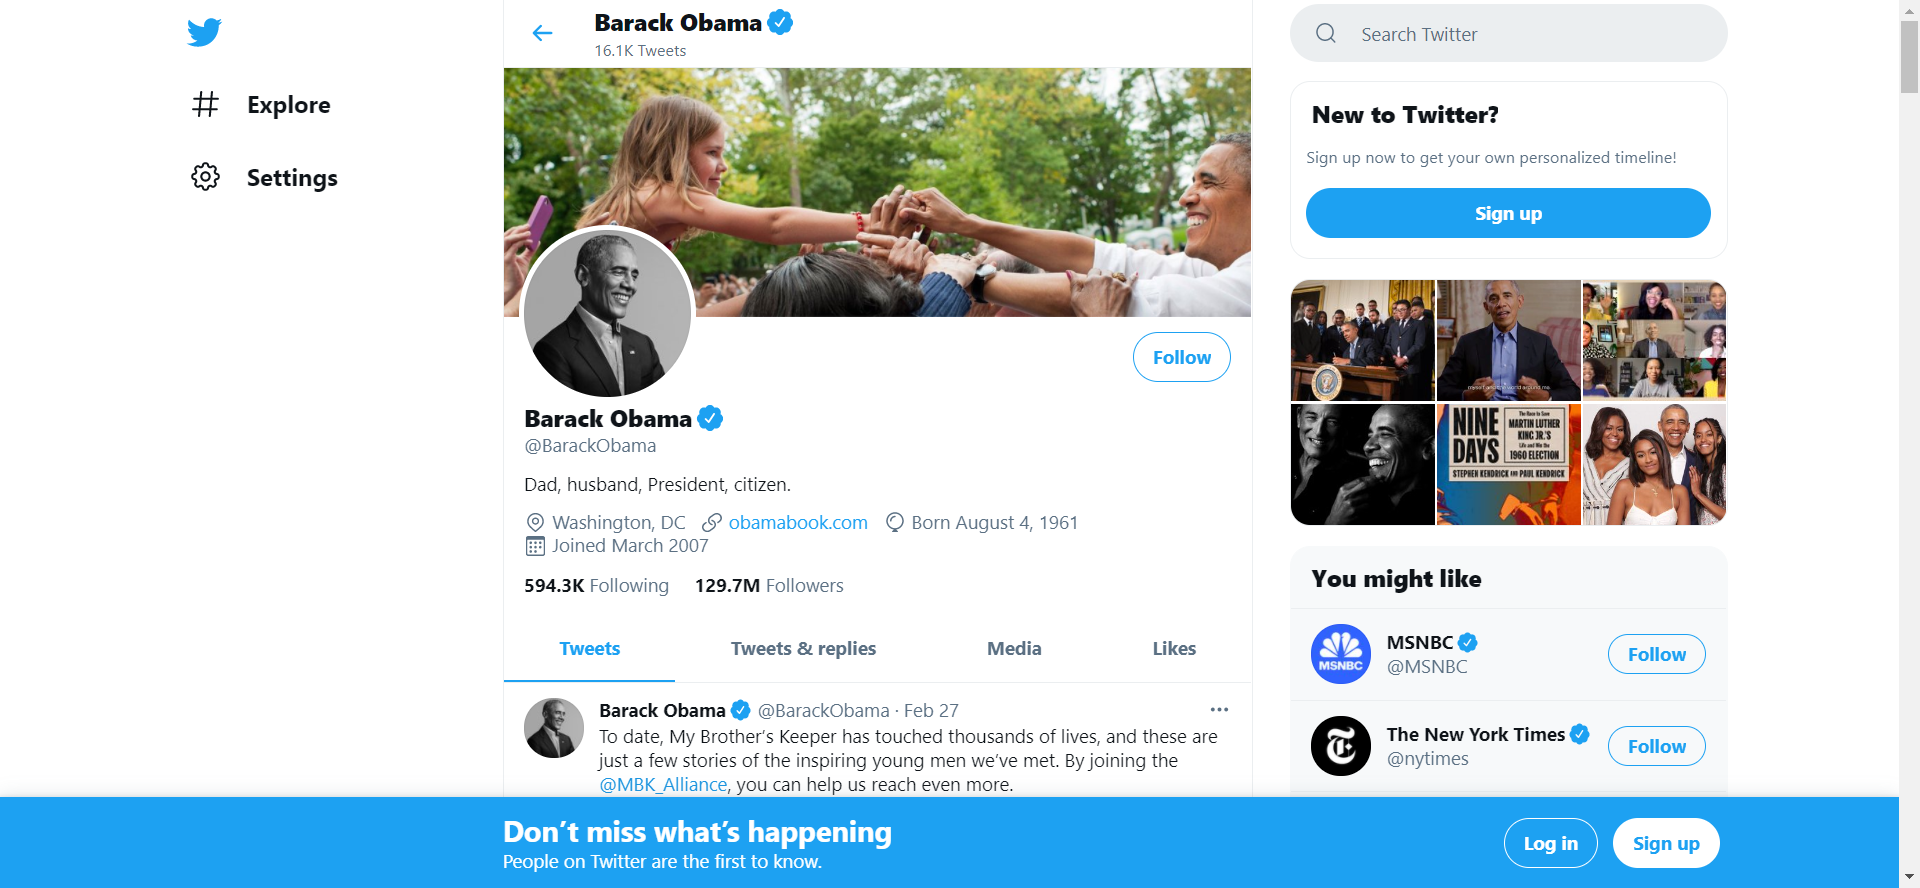 Explore
Settings
Barack Obama
16.1K Tweets
Follow
Barack Obama
@BarackObama
Dad, husband, President, citizen.
Washington, DC obamabook.com Born August 4, 1961
Joined March 2007
594.3K Following 129.7M Followers
Tweets Tweets & replies Media Likes
Barack Obama @BarackObama · Feb 27
To date, My Brother’s Keeper has touched thousands of lives, and these are
just a few stories of the inspiring young men we’ve met. By joining the
@MBK_Alliance, you can help us reach even more.
Search Twitter
New to Twitter?
Sign up now to get your own personalized timeline!
Sign up
myself and the world around me.
NINE
DAYS
The Race to Save
MARTIN LUTHER
KING JR.'S
Life and Win the
1960 ELECTION
STEPHEN KENDRICK AND PAUL KENDRICK
You might like
MSNBC
MSNBC
@MSNBC
Follow
The New York Times
@nytimes
Follow
Don’t miss what’s happening
People on Twitter are the first to know.
Log in
Sign up